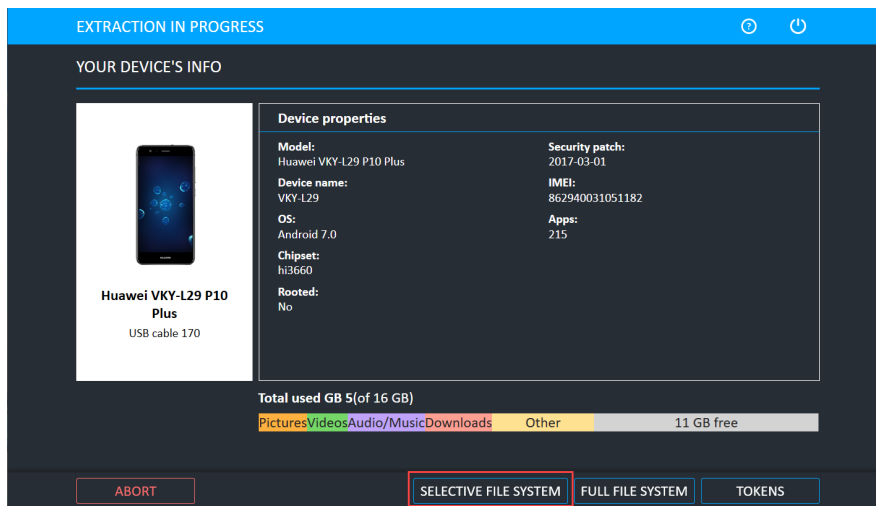 EXTRACTION IN PROGRESS
YOUR DEVICE'S INFO
Huawei VKY-L29 P10
Plus
USB cable 170
Device properties
Model:
Huawei VKY-L29 P10 Plus
Device name:
VKY-L29
OS:
Android 7.0
Chipset:
hi3660
Rooted:
No
Security patch:
2017-03-01
IMEI:
862940031051182
Apps:
215
Total used GB 5(of 16 GB)
Pictures Videos Audio/Music Downloads Other 11 GB free
ABORT SELECTIVE FILE SYSTEM FULL FILE SYSTEM TOKENS